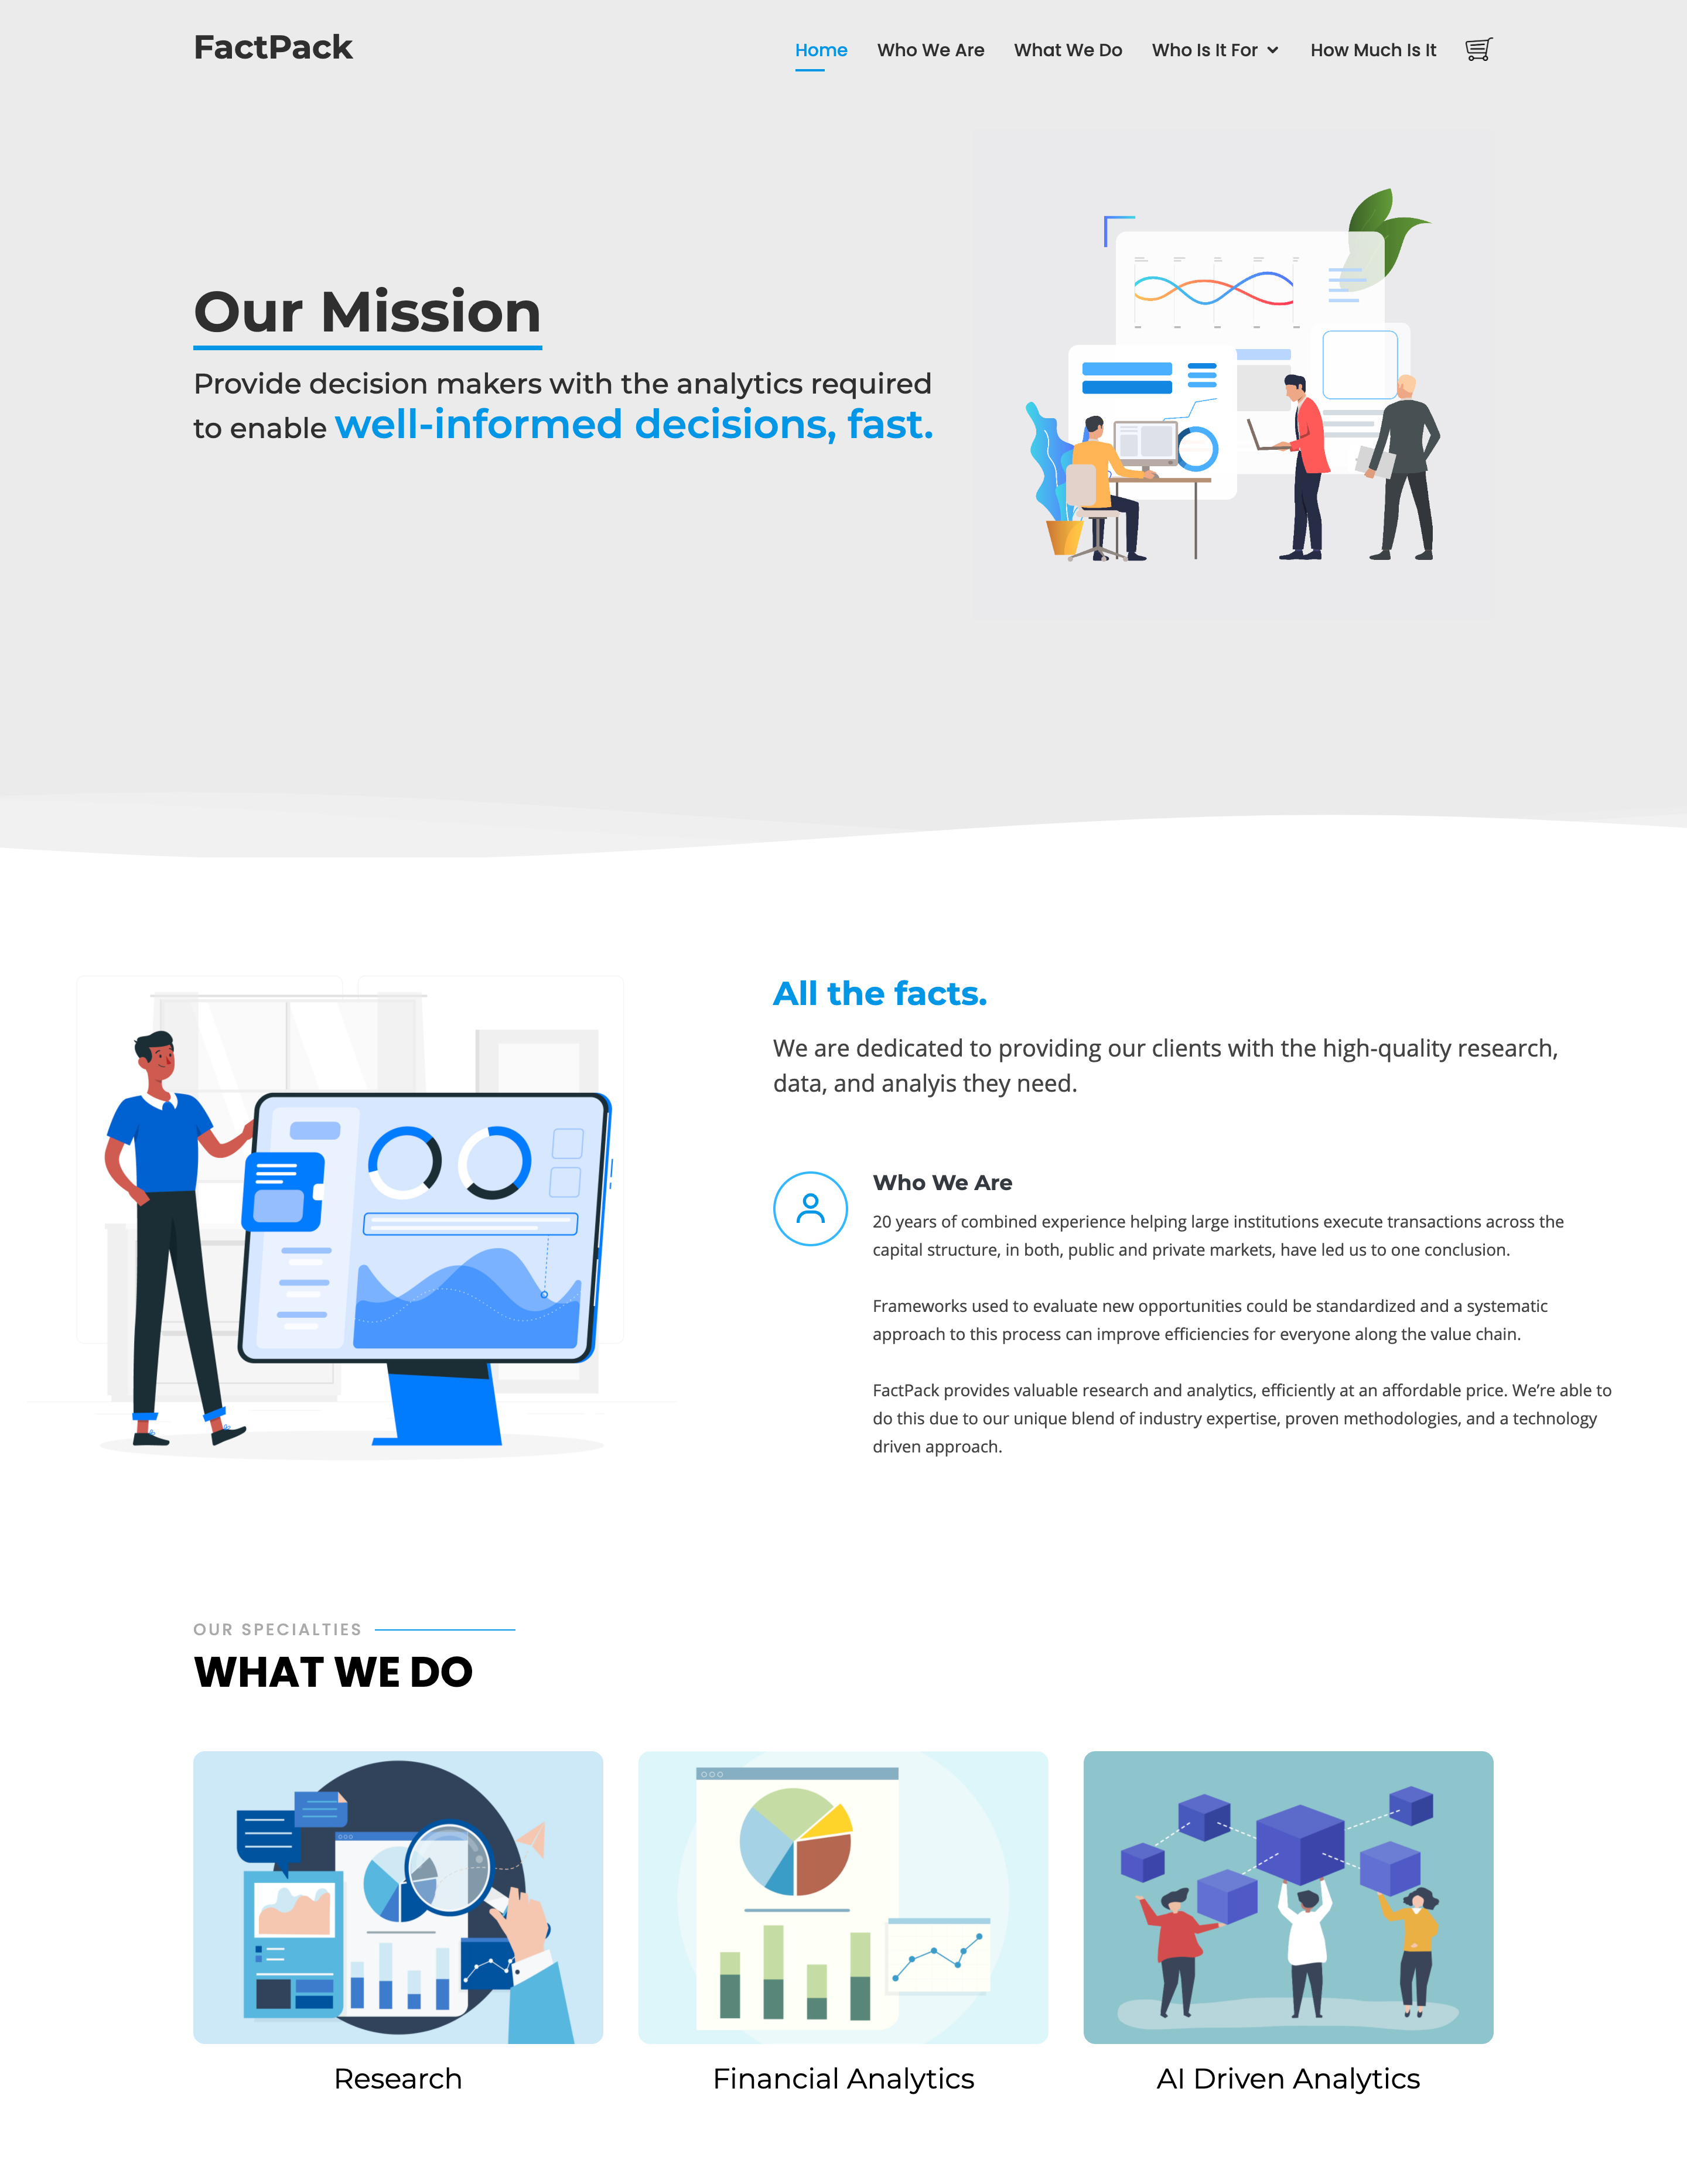 FactPack
Home
Who We Are
What We Do
Who Is It For
How Much Is It
Our Mission
Provide decision makers with the analytics required
to enable well-informed decisions, fast.
All the facts.
We are dedicated to providing our clients with the high-quality research,
data, and analyis they need.
Who We Are
20 years of combined experience helping large institutions execute transactions across the
capital structure, in both, public and private markets, have led us to one conclusion.
Frameworks used to evaluate new opportunities could be standardized and a systematic
approach to this process can improve efficiencies for everyone along the value chain.
FactPack provides valuable research and analytics, efficiently at an affordable price. We’re able to
do this due to our unique blend of industry expertise, proven methodologies, and a technology
driven approach.
OUR SPECIALTIES
WHAT WE DO
Research
Financial Analytics
AI Driven Analytics